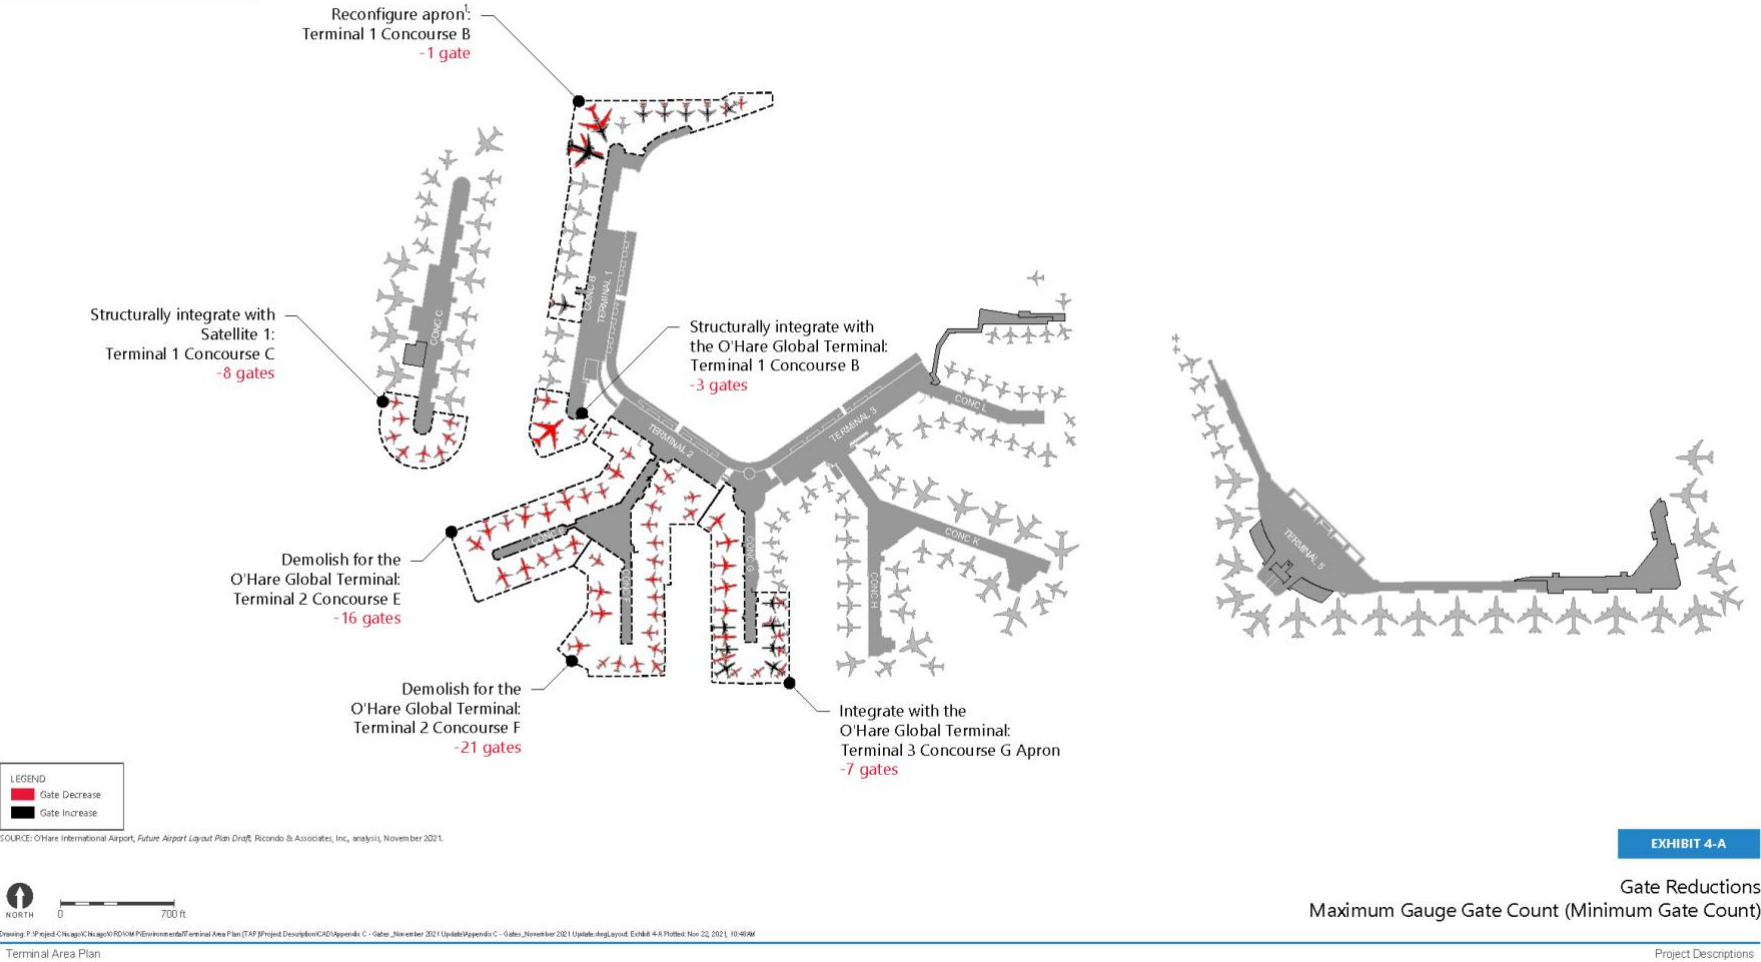 Reconfigure apron1:
Terminal 1 Concourse B
-1 gate
Structurally integrate with
Satellite 1:
Terminal 1 Concourse C
-8 gates
Structurally integrate with
the O'Hare Global Terminal:
Terminal 1 Concourse B
-3 gates
CONC C
CONC B
TERMINAL 1
TERMINAL 2
TERMINAL 3
CONC L
CONC K
CONC H
CONC G
TERMINAL 5
Demolish for the
O'Hare Global Terminal:
Terminal 2 Concourse E
-16 gates
Demolish for the
O'Hare Global Terminal:
Terminal 2 Concourse F
-21 gates
Integrate with the
O'Hare Global Terminal:
Terminal 3 Concourse G Apron
-7 gates
LEGEND
Gate Decrease
Gate Increase
SOURCE: O'Hare International Airport, Future Airport Layout Plan Draft, Ricondo & Associates, Inc., analysis, November 2021.
EXHIBIT 4-A
NORTH
0 700 ft.
Gate Reductions
Maximum Gauge Gate Count (Minimum Gate Count)
Terminal Area Plan
Project Descriptions